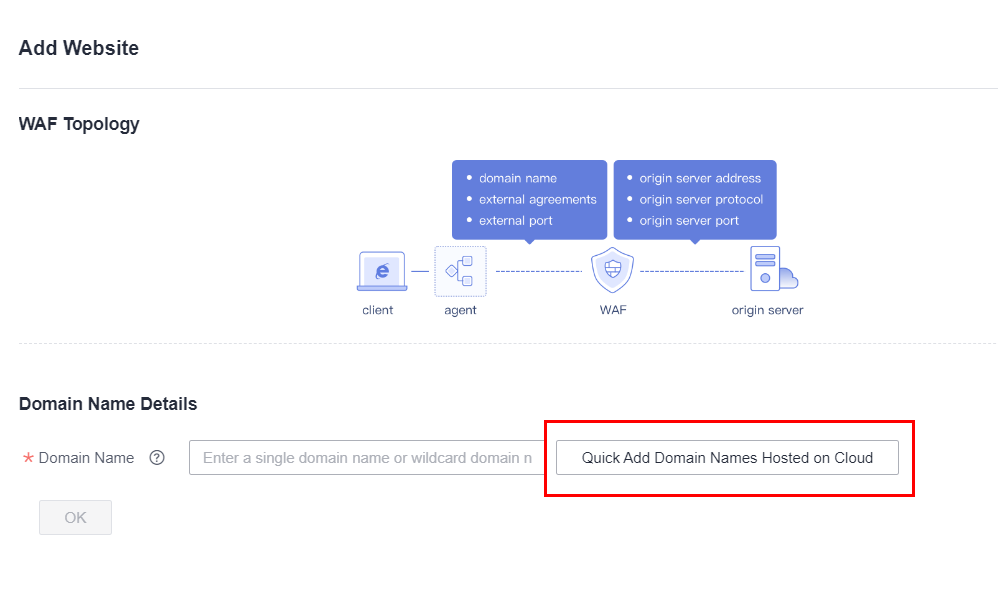 Add Website
WAF Topology
• domain name
• external agreements
• external port
• origin server address
• origin server protocol
• origin server port
client
agent
WAF
origin server
Domain Name Details
* Domain Name ?
Enter a single domain name or wildcard domain n
Quick Add Domain Names Hosted on Cloud
OK